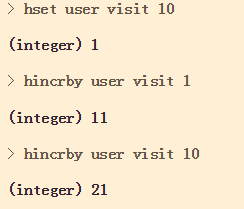 > hset user visit 10
(integer) 1
> hincrby user visit 1
(integer) 11
> hincrby user visit 10
(integer) 21